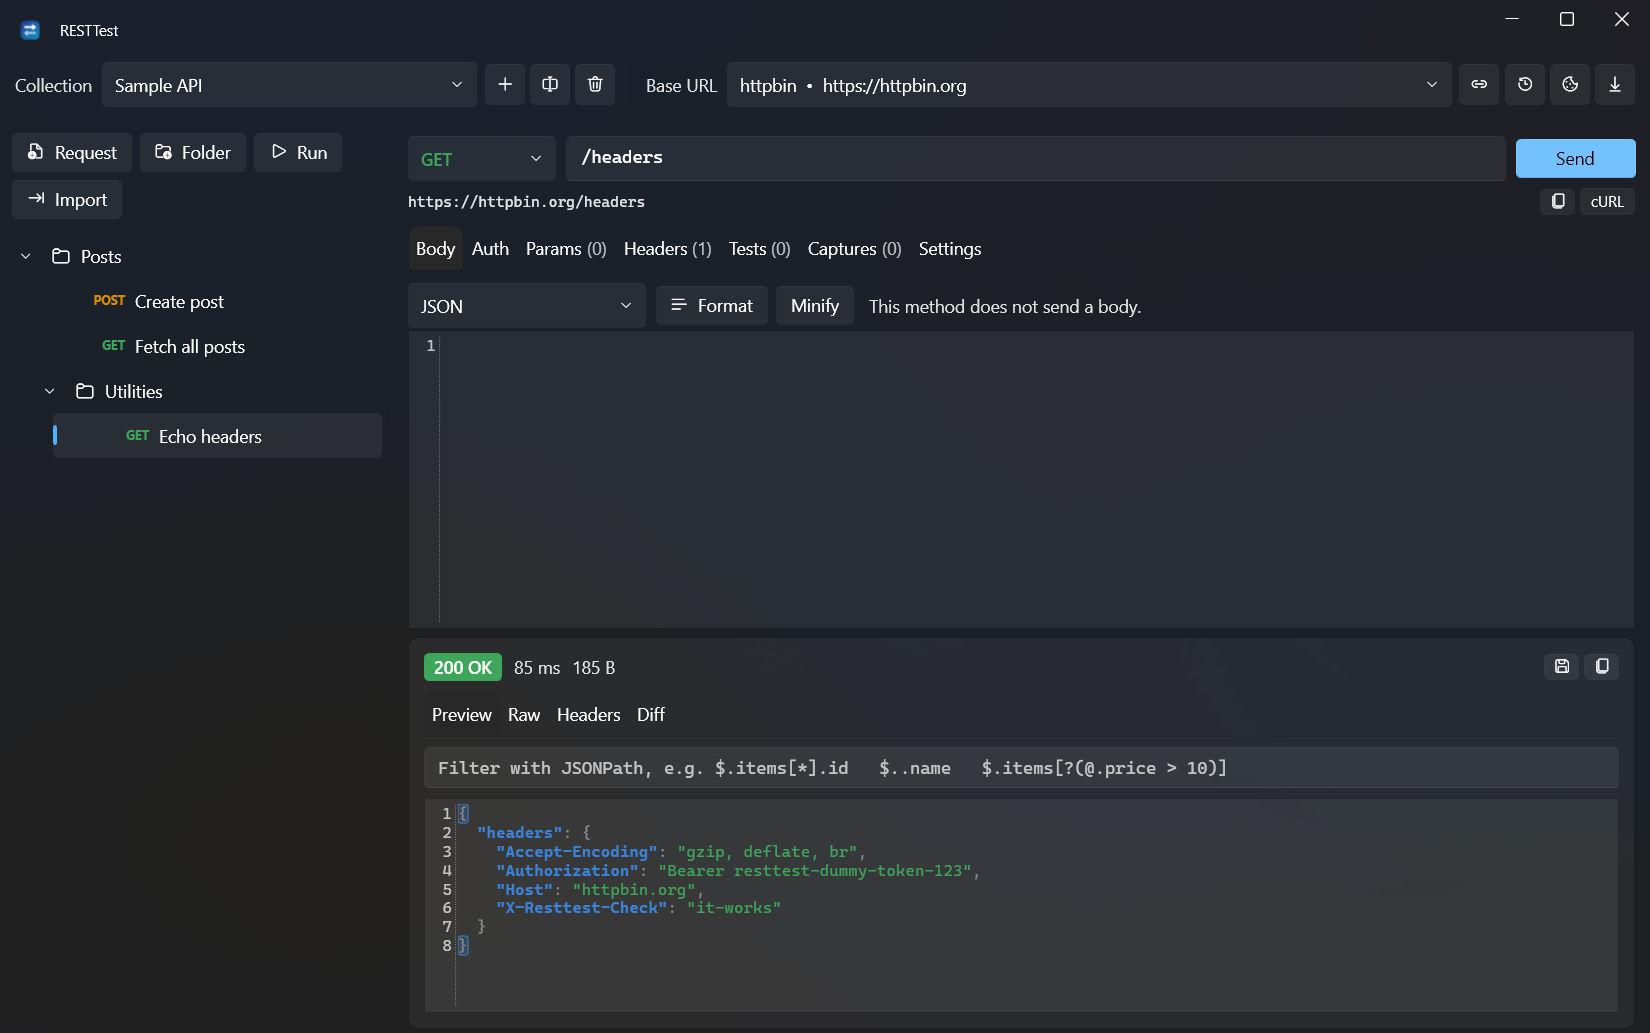 RESTTest
Collection Sample API Base URL httpbin • https://httpbin.org
Request Folder Run
Import
GET /headers Send
https://httpbin.org/headers cURL
Body Auth Params (0) Headers (1) Tests (0) Captures (0) Settings
JSON Format Minify This method does not send a body.
1
Posts
POST Create post
GET Fetch all posts
Utilities
GET Echo headers
200 OK 85 ms 185 B
Preview Raw Headers Diff
Filter with JSONPath, e.g. $.items[*].id $..name $.items[?(@.price > 10)]
1 {
2 "headers": {
3 "Accept-Encoding": "gzip, deflate, br",
4 "Authorization": "Bearer resttest-dummy-token-123",
5 "Host": "httpbin.org",
6 "X-Resttest-Check": "it-works"
7 }
8 }